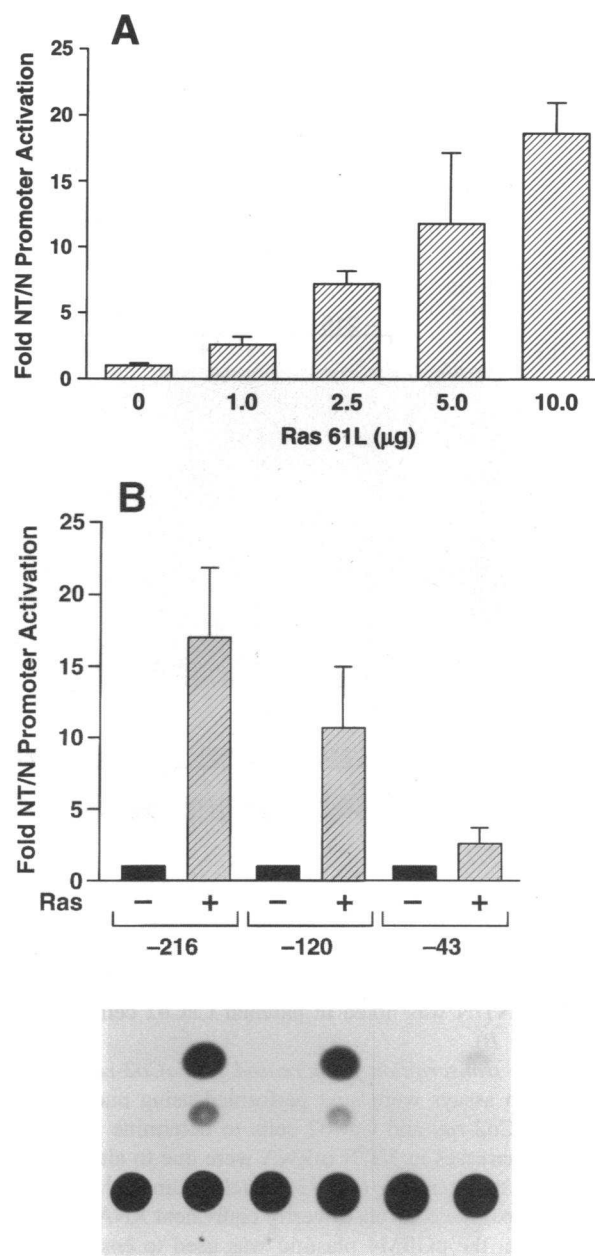 A
25
20
15
10
5
0
Fold NT/N Promoter Activation
0 1.0 2.5 5.0 10.0
Ras 61L (μg)
B
25
20
15
10
5
0
Fold NT/N Promoter Activation
Ras − + − + − +
−216 −120 −43